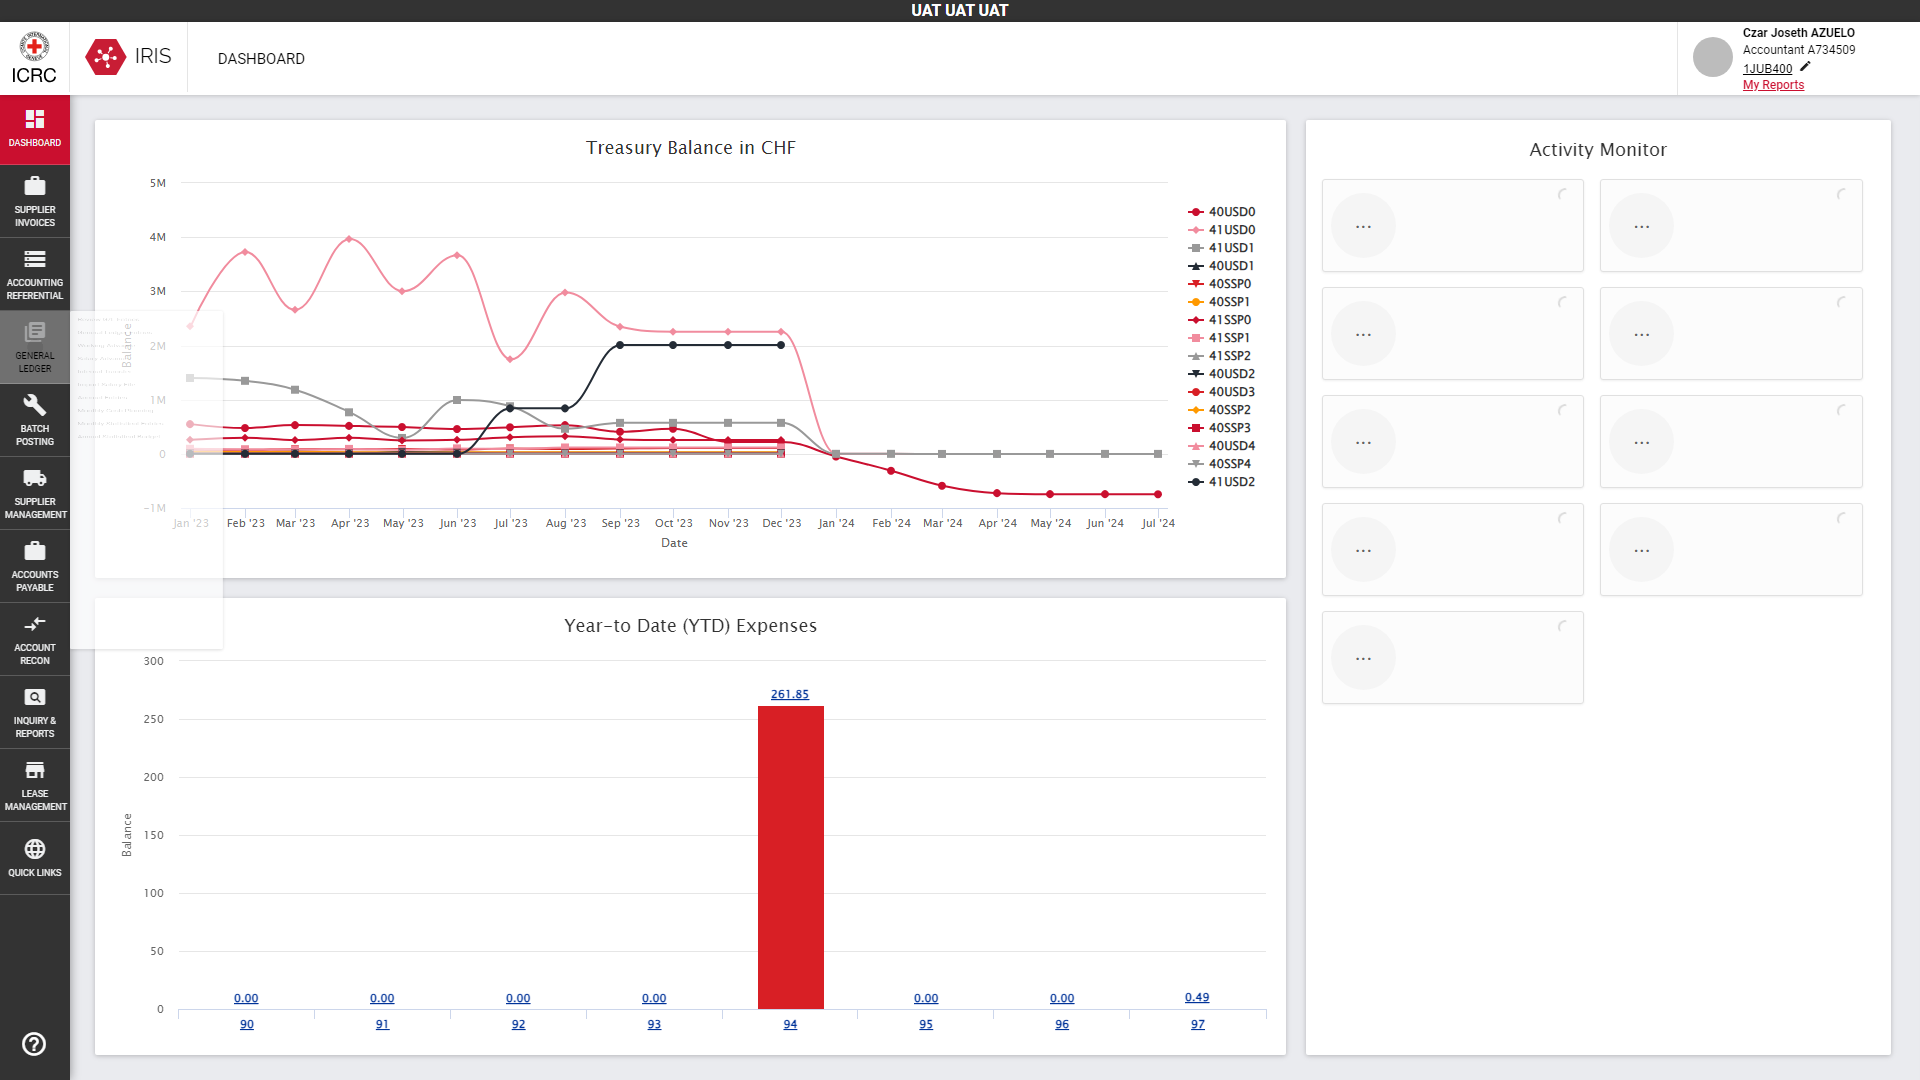 UAT UAT UAT
ICRC
IRIS
DASHBOARD
Czar Joseth AZUELO
Accountant A734509
1JUB400
My Reports
DASHBOARD
SUPPLIER
INVOICES
ACCOUNTING
REFERENTIAL
GENERAL
LEDGER
BATCH
POSTING
SUPPLIER
MANAGEMENT
ACCOUNTS
PAYABLE
ACCOUNT
RECON
INQUIRY &
REPORTS
LEASE
MANAGEMENT
QUICK LINKS
Treasury Balance in CHF
5M
4M
3M
2M
1M
0
-1M
Balance
Jan '23 Feb '23 Mar '23 Apr '23 May '23 Jun '23 Jul '23 Aug '23 Sep '23 Oct '23 Nov '23 Dec '23 Jan '24 Feb '24 Mar '24 Apr '24 May '24 Jun '24 Jul '24
Date
40USD0
41USD0
41USD1
40USD1
40SSP0
40SSP1
41SSP0
41SSP1
41SSP2
40USD2
40USD3
40SSP2
40SSP3
40USD4
40SSP4
41USD2
Year-to Date (YTD) Expenses
300
250
200
150
100
50
0
Balance
0.00 0.00 0.00 0.00 261.85 0.00 0.00 0.49
90 91 92 93 94 95 96 97
Activity Monitor
... ...
... ...
... ...
... ...
...